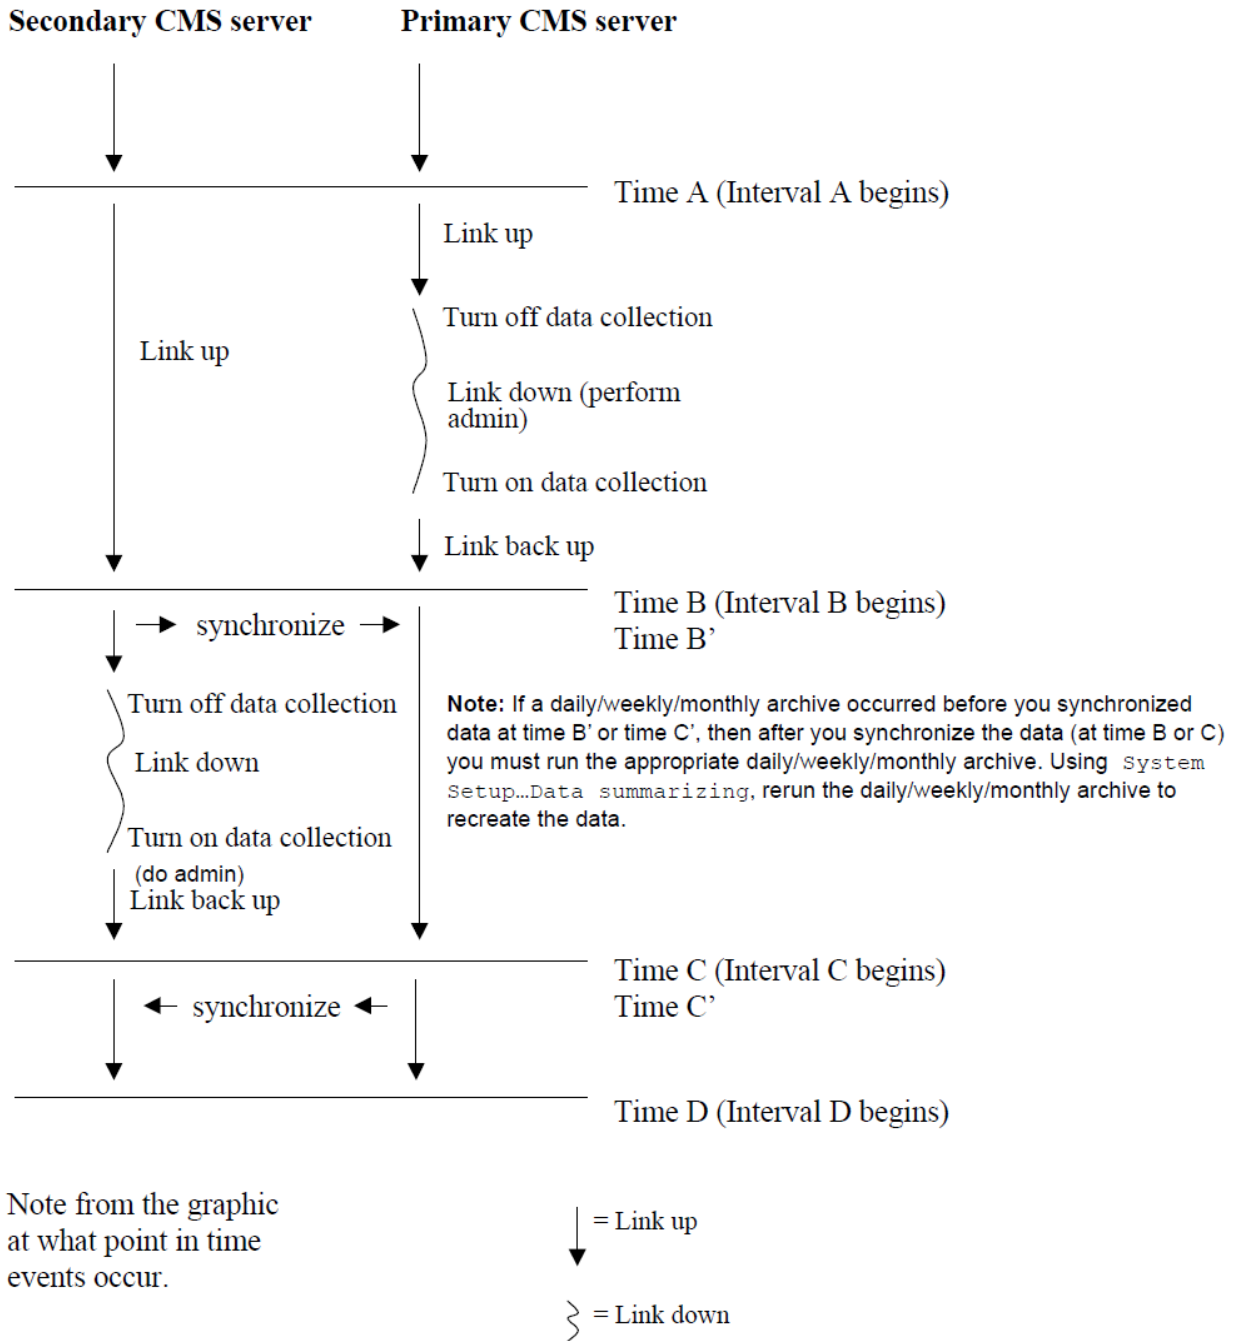 Secondary CMS server
Primary CMS server
Time A (Interval A begins)
Link up
Turn off data collection
Link up
Link down (perform
admin)
Turn on data collection
Link back up
Time B (Interval B begins)
synchronize
Time B’
Turn off data collection
Note: If a daily/weekly/monthly archive occurred before you synchronized
data at time B’ or time C’, then after you synchronize the data (at time B or C)
you must run the appropriate daily/weekly/monthly archive. Using System
Setup…Data summarizing, rerun the daily/weekly/monthly archive to
recreate the data.
Link down
Turn on data collection
(do admin)
Link back up
Time C (Interval C begins)
synchronize
Time C’
Time D (Interval D begins)
Note from the graphic
at what point in time
events occur.
= Link up
= Link down